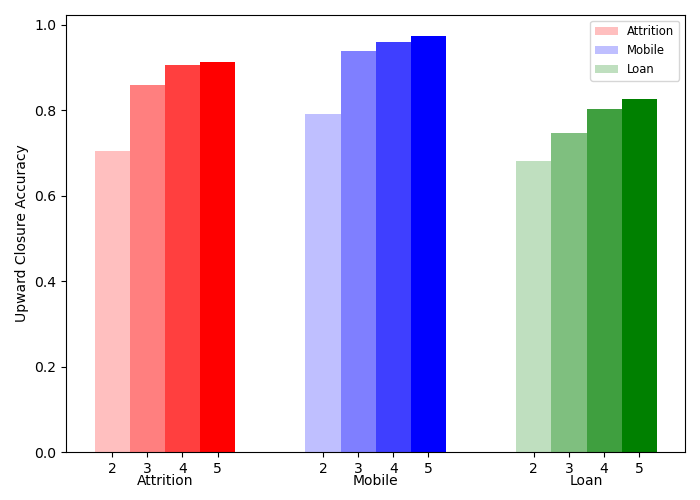 Upward Closure Accuracy
1.0
0.8
0.6
0.4
0.2
0.0
Attrition
Mobile
Loan
2 3 4 5 2 3 4 5 2 3 4 5
Attrition Mobile Loan